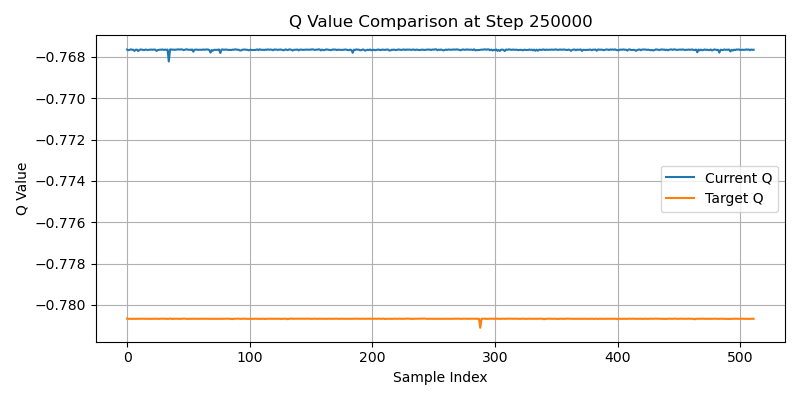 Q Value Comparison at Step 250000
Q Value
−0.768
−0.770
−0.772
−0.774
−0.776
−0.778
−0.780
Current Q
Target Q
0 100 200 300 400 500
Sample Index